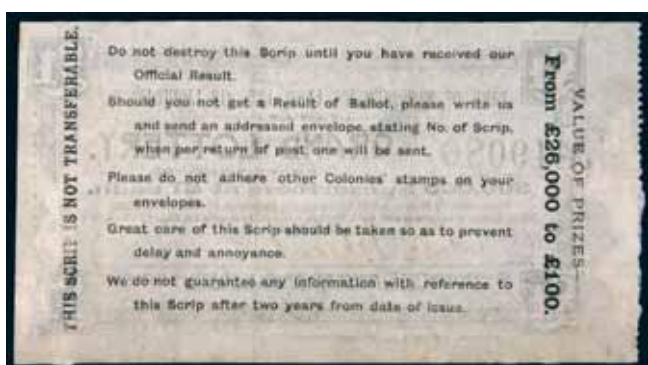 THIS SCRIP IS NOT TRANSFERABLE.
Do not destroy this Scrip until you have received our
Official Result.
Should you not get a Result of Ballot, please write us
and send an addressed envelope, stating No. of Scrip,
when per return of post one will be sent.
Please do not adhere other Colonies' stamps on your
envelopes.
Great care of this Scrip should be taken so as to prevent
delay and annoyance.
We do not guarantee any information with reference to
this Scrip after two years from date of issue.
VALUE OF PRIZES—
From £26,000 to £100.